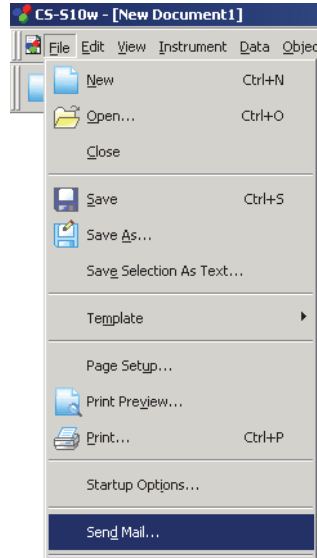 CS-S10w - [New Document1]
File Edit View Instrument Data Objec
New Ctrl+N
Open... Ctrl+O
Close
Save Ctrl+S
Save As...
Save Selection As Text...
Template
Page Setup...
Print Preview...
Print... Ctrl+P
Startup Options...
Send Mail...